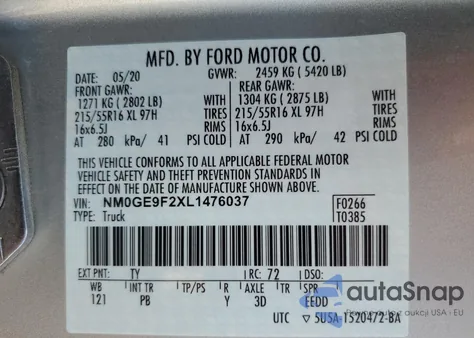 MFD. BY FORD MOTOR CO.
DATE: 05/20 GVWR: 2459 KG ( 5420 LB)
FRONT GAWR: REAR GAWR:
1271 KG ( 2802 LB) WITH 1304 KG ( 2875 LB) WITH
215/55R16 XL 97H TIRES 215/55R16 XL 97H TIRES
16x6.5J RIMS 16x6.5J RIMS
AT 280 kPa/ 41 PSI COLD AT 290 kPa/ 42 PSI COLD
THIS VEHICLE CONFORMS TO ALL APPLICABLE FEDERAL MOTOR
VEHICLE SAFETY AND THEFT PREVENTION STANDARDS IN
EFFECT ON THE DATE OF MANUFACTURE SHOWN ABOVE.
VIN: NM0GE9F2XL1476037 F0266
TYPE: Truck T0385
EXT PNT: TY RC: 72 DSO:
WB INT TR TP/PS R AXLE TR SPR
121 PB Y 3D EEDD
UTC 5U5A-1520472-BA
autoSnap